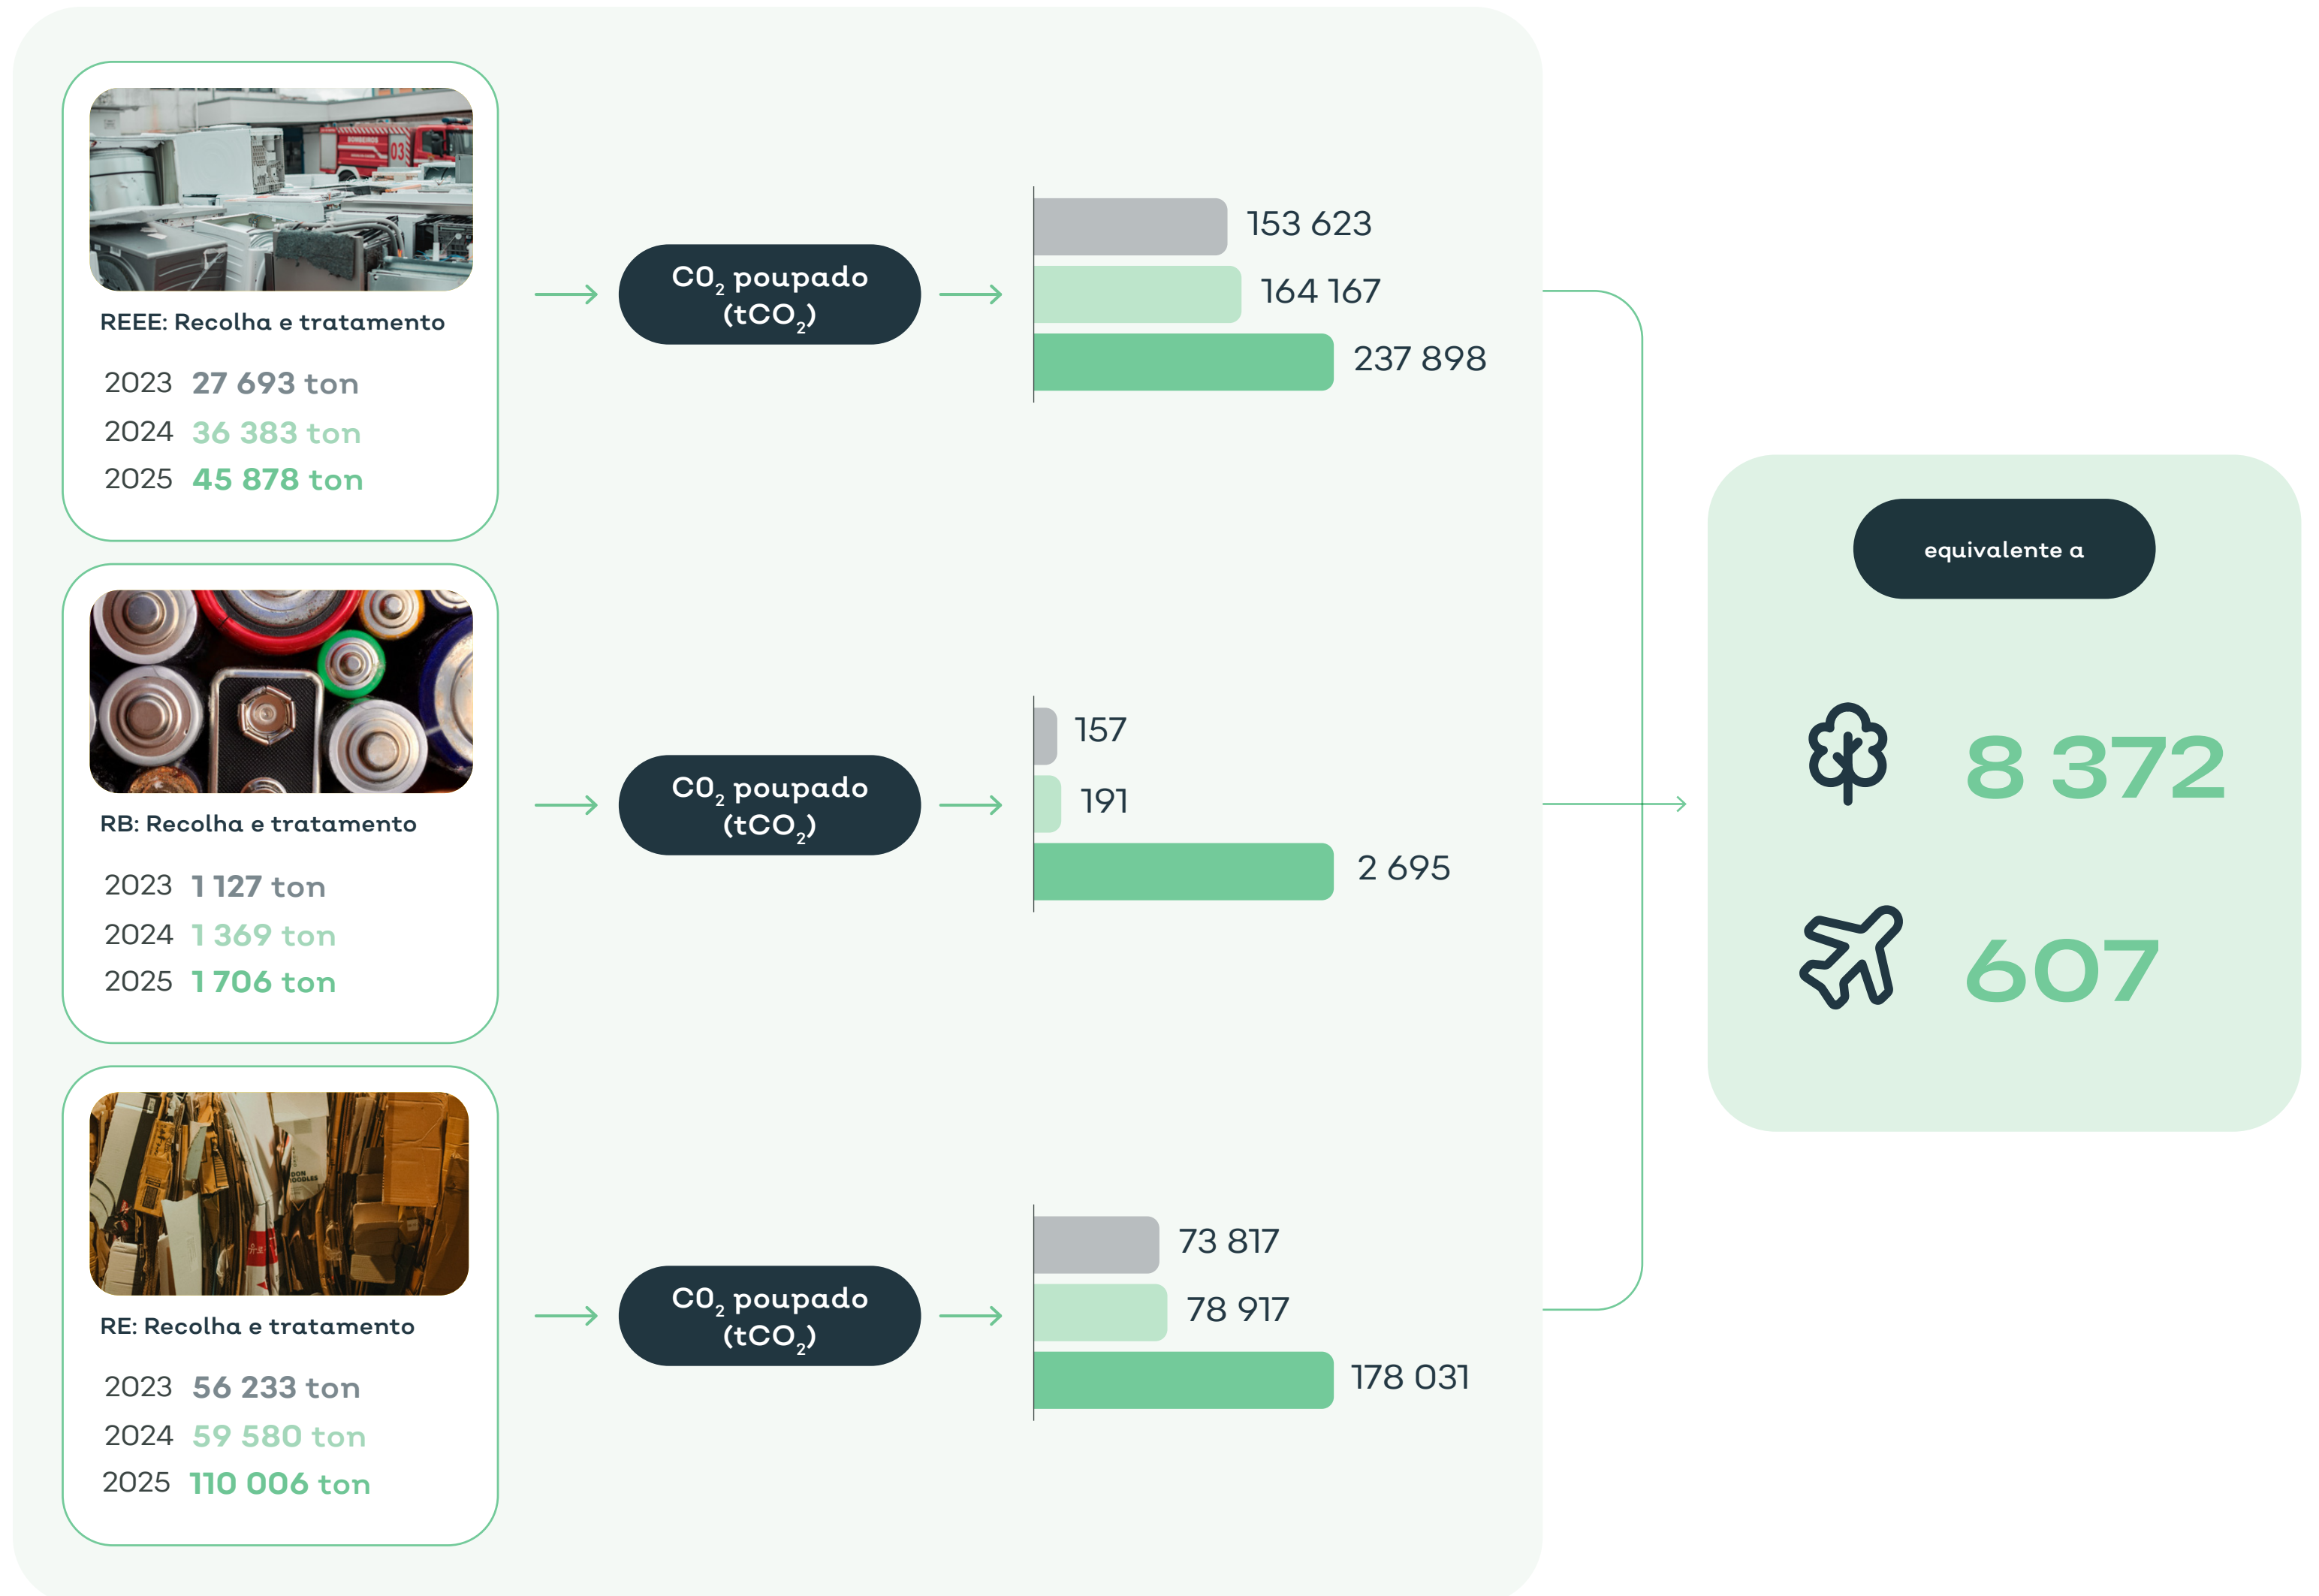 BOMBEIROS
03
REEE: Recolha e tratamento
2023 27 693 ton
2024 36 383 ton
2025 45 878 ton
C0₂ poupado
(tCO₂)
153 623
164 167
237 898
RB: Recolha e tratamento
2023 1 127 ton
2024 1 369 ton
2025 1 706 ton
C0₂ poupado
(tCO₂)
157
191
2 695
RE: Recolha e tratamento
2023 56 233 ton
2024 59 580 ton
2025 110 006 ton
C0₂ poupado
(tCO₂)
73 817
78 917
178 031
equivalente a
8 372
607